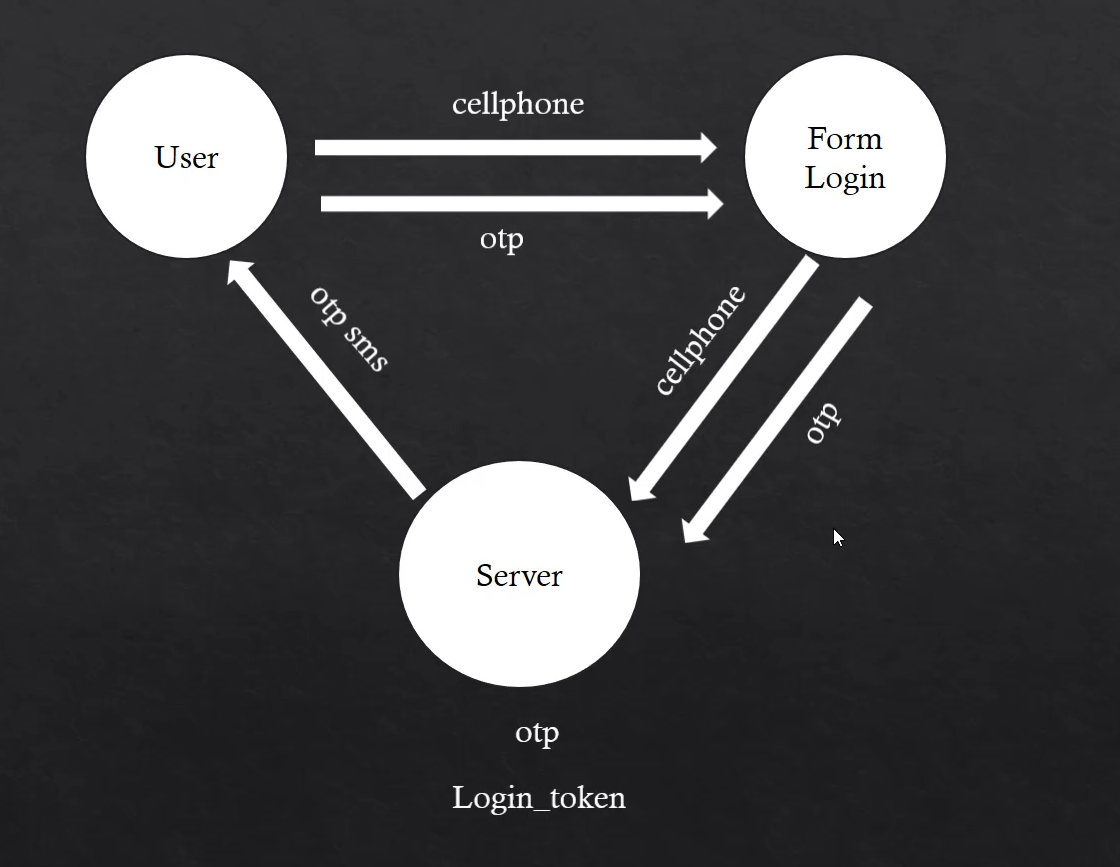 cellphone
User
Form
Login
otp
otp sms
cellphone
otp
Server
otp
Login_token